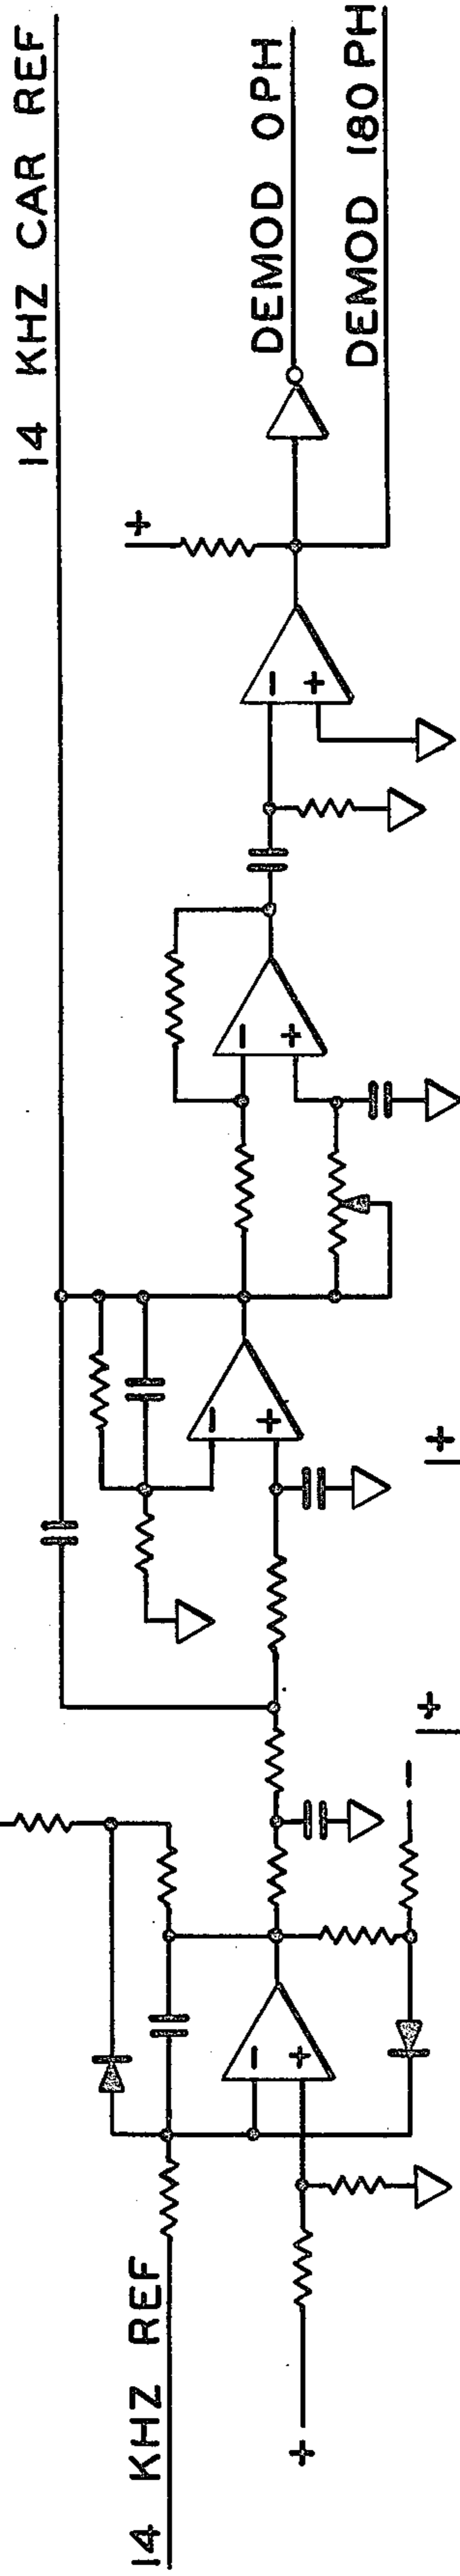 14 KHZ CAR REF
DEMOD 0PH
DEMOD 180PH
+
- +
- +
- +
- +
14 KHZ REF
+
-
+
+